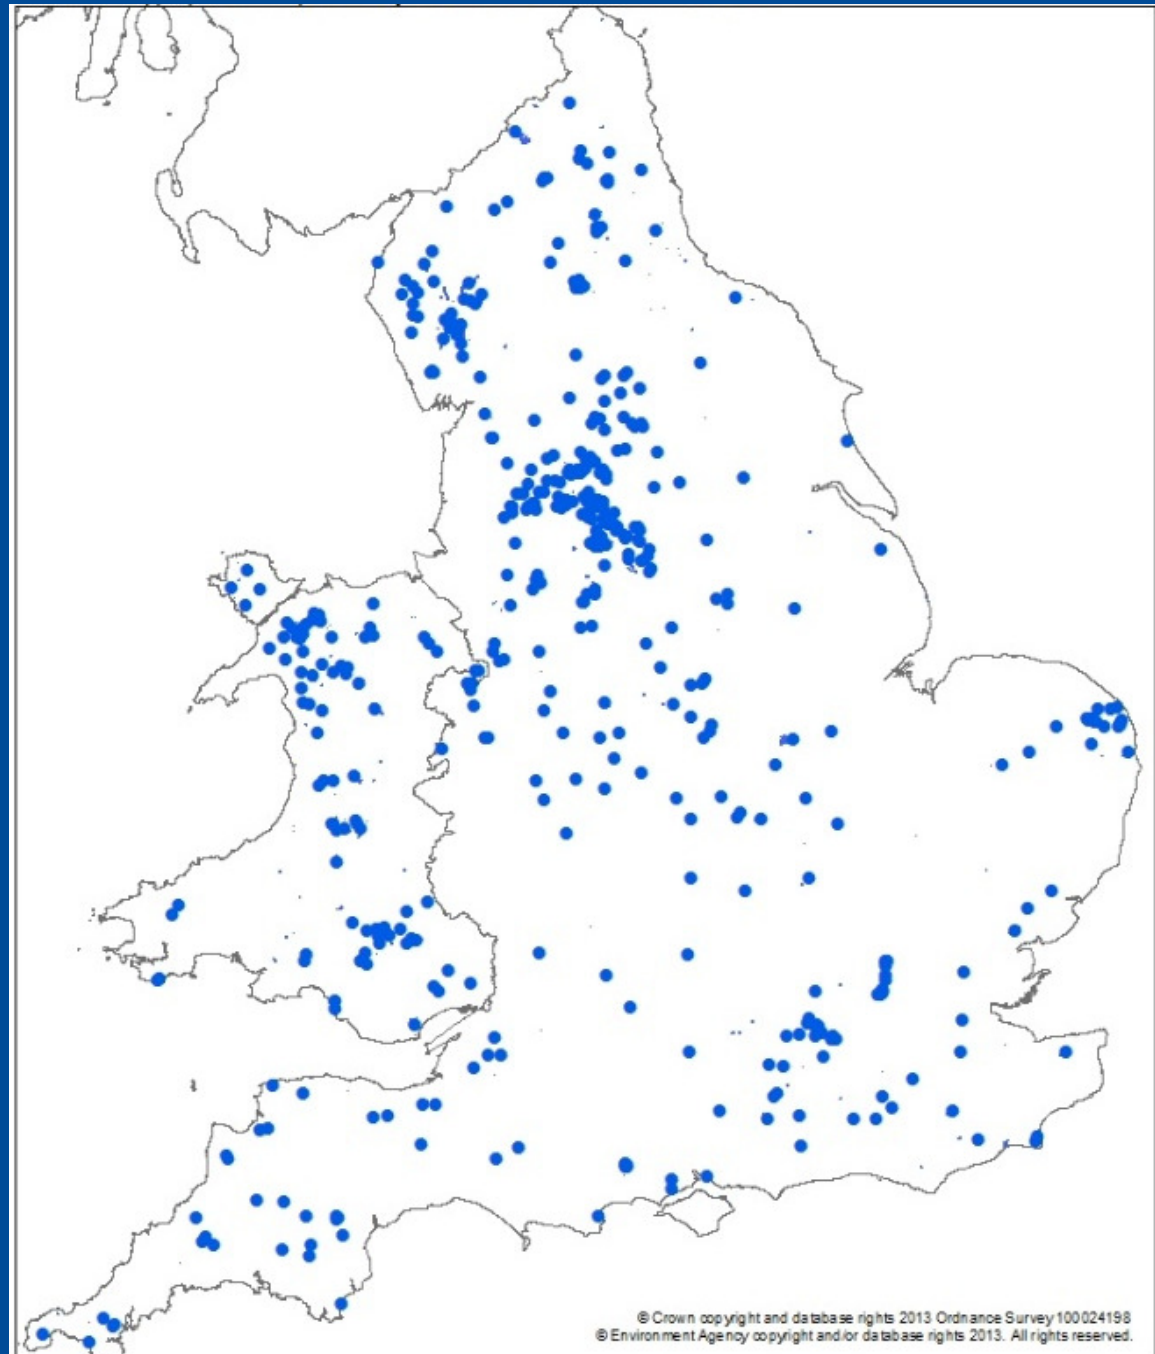 © Crown copyright and database rights 2013 Ordnance Survey 100024198
© Environment Agency copyright and/or database rights 2013. All rights reserved.